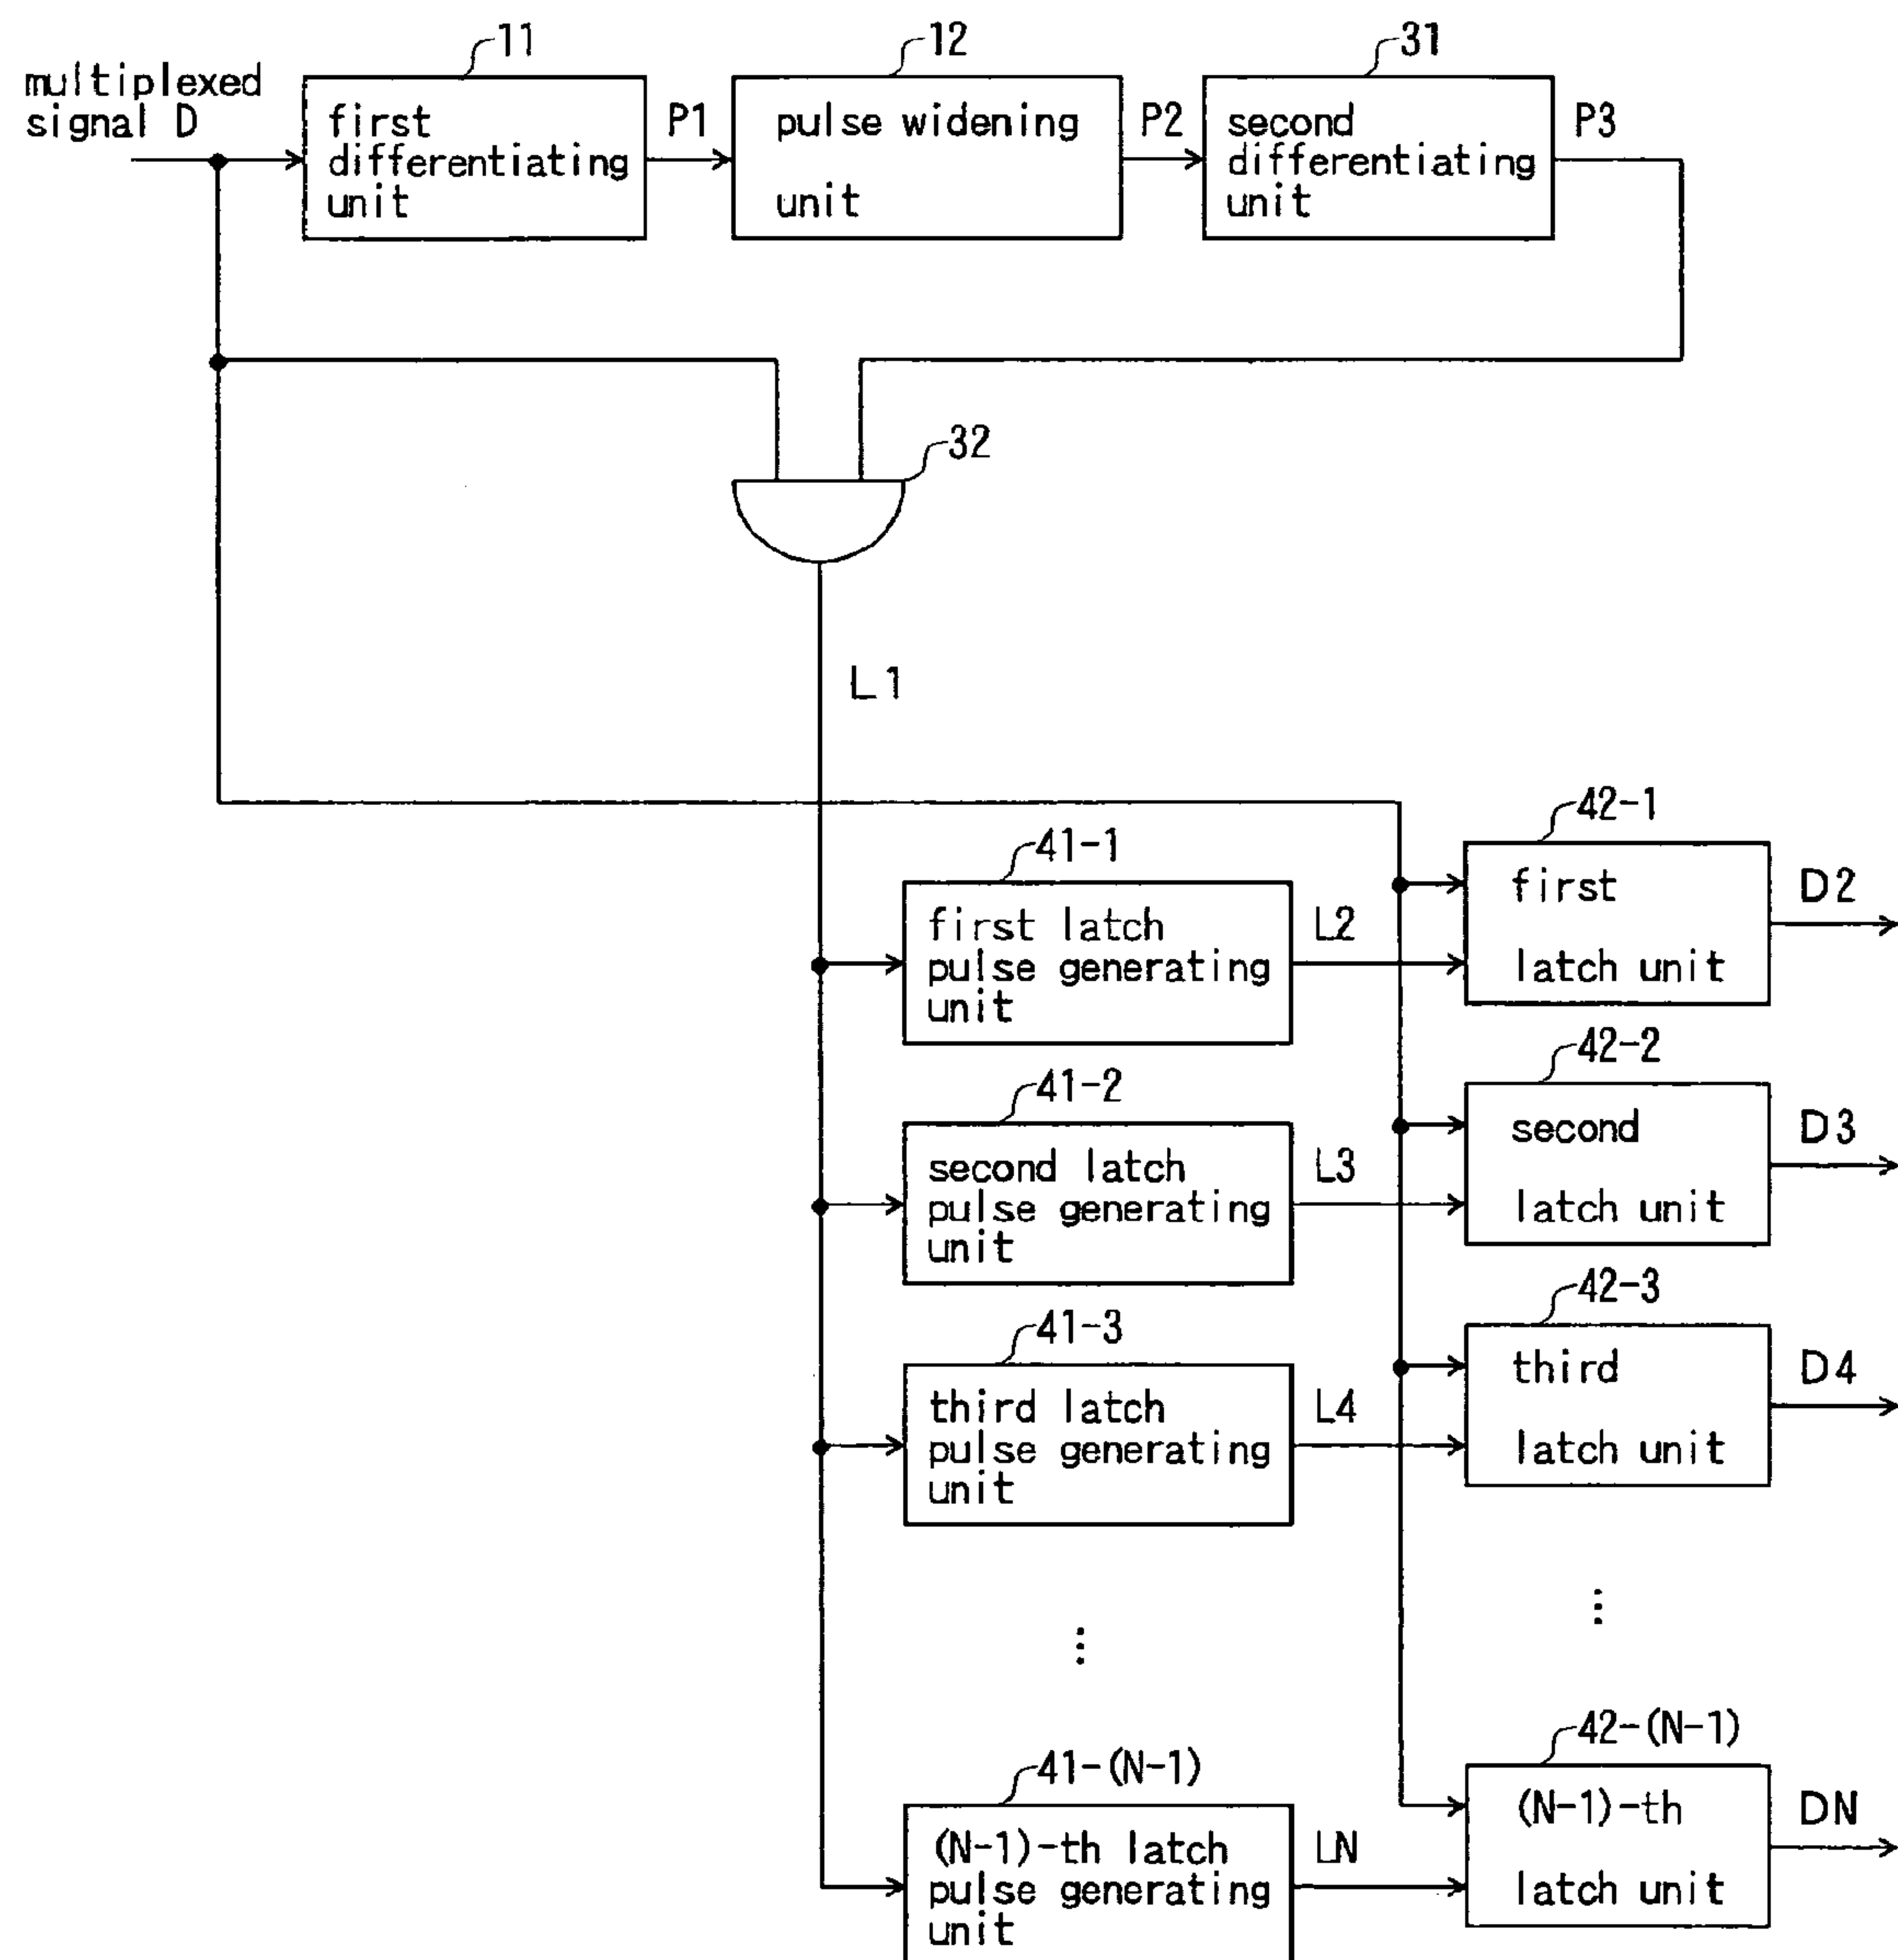 11
12
31
multiplexed
signal D
first
differentiating
unit
P1
pulse widening
unit
P2
second
differentiating
unit
P3
32
L1
42-1
41-1
first
latch unit
D2
first latch
pulse generating
unit
L2
42-2
41-2
second
latch unit
D3
second latch
pulse generating
unit
L3
42-3
41-3
third
latch unit
D4
third latch
pulse generating
unit
L4
⋮
⋮
42-(N-1)
41-(N-1)
(N-1)-th
latch unit
DN
(N-1)-th latch
pulse generating
unit
LN